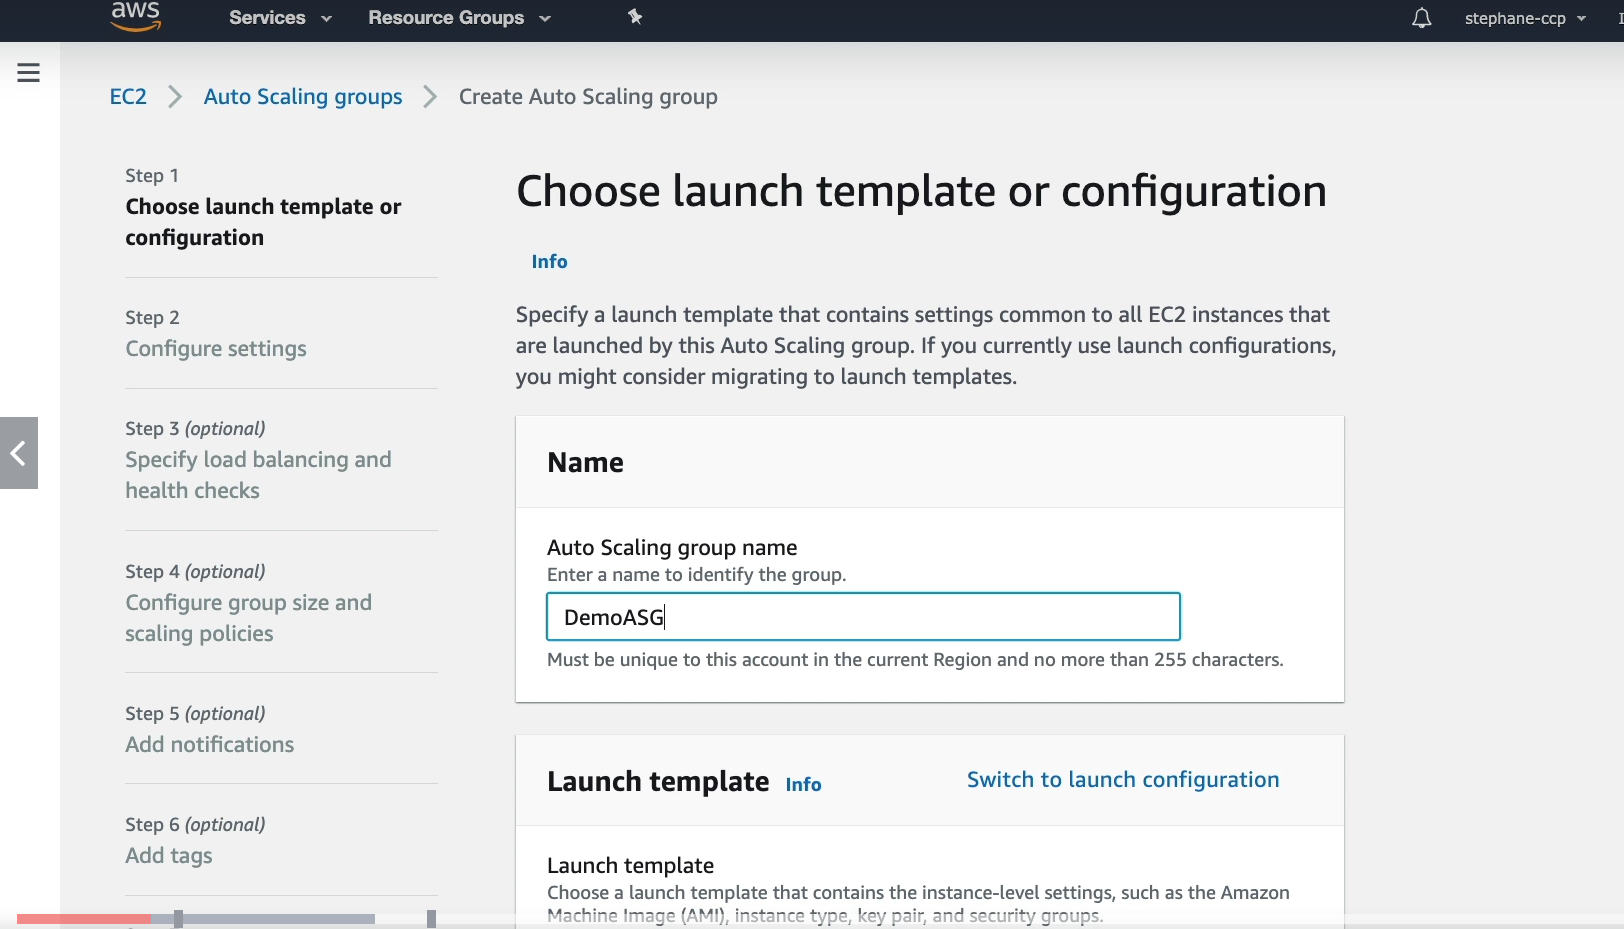 aws
Services
Resource Groups
stephane-ccp
EC2
Auto Scaling groups
Create Auto Scaling group
Step 1
Choose launch template or
configuration
Step 2
Configure settings
Step 3 (optional)
Specify load balancing and
health checks
Step 4 (optional)
Configure group size and
scaling policies
Step 5 (optional)
Add notifications
Step 6 (optional)
Add tags
Choose launch template or configuration
Info
Specify a launch template that contains settings common to all EC2 instances that
are launched by this Auto Scaling group. If you currently use launch configurations,
you might consider migrating to launch templates.
Name
Auto Scaling group name
Enter a name to identify the group.
DemoASG
Must be unique to this account in the current Region and no more than 255 characters.
Launch template Info
Switch to launch configuration
Launch template
Choose a launch template that contains the instance-level settings, such as the Amazon
Machine Image (AMI), instance type, key pair, and security groups.